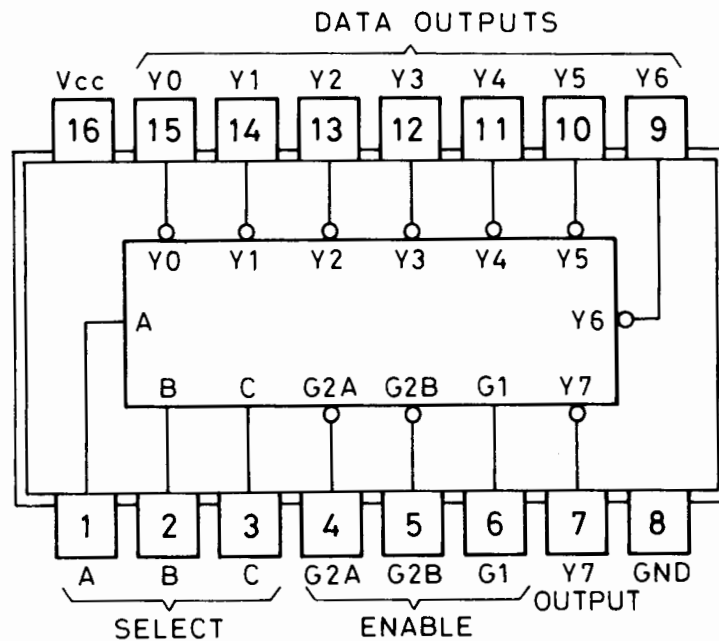 DATA OUTPUTS
Vcc Y0 Y1 Y2 Y3 Y4 Y5 Y6
16 15 14 13 12 11 10 9
Y0 Y1 Y2 Y3 Y4 Y5
A Y6
B C G2A G2B G1 Y7
1 2 3 4 5 6 7 8
A B C G2A G2B G1 Y7 GND
OUTPUT
SELECT ENABLE